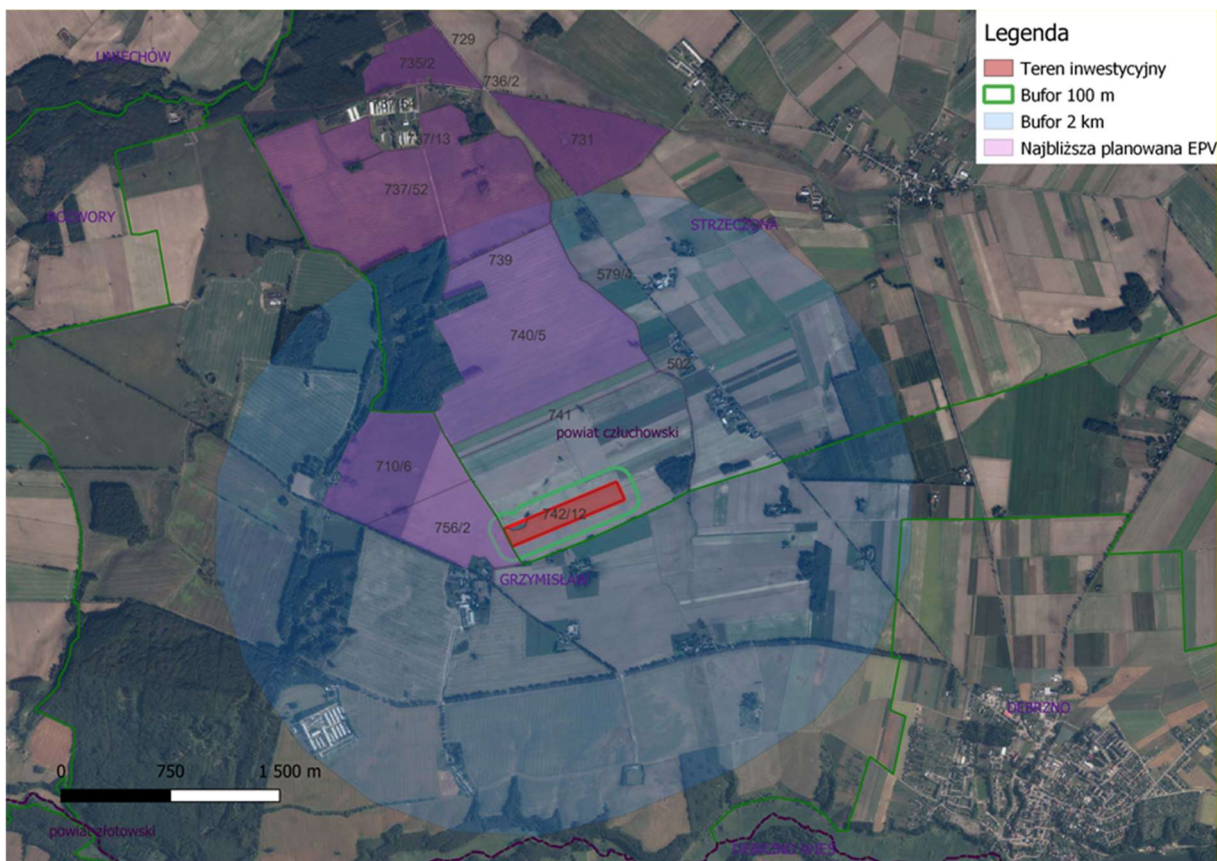 Legenda
Teren inwestycyjny
Bufor 100 m
Bufor 2 km
Najbliższa planowana EPV
729
UNIECHÓW
735/2
736/2
731
737/13
737/52
STRZECZONA
739
579/4
740/5
502
741
powiat człuchowski
710/6
742/12
756/2
GRZYMISŁAW
DEBRZNO
0 750 1 500 m
powiat złotowski